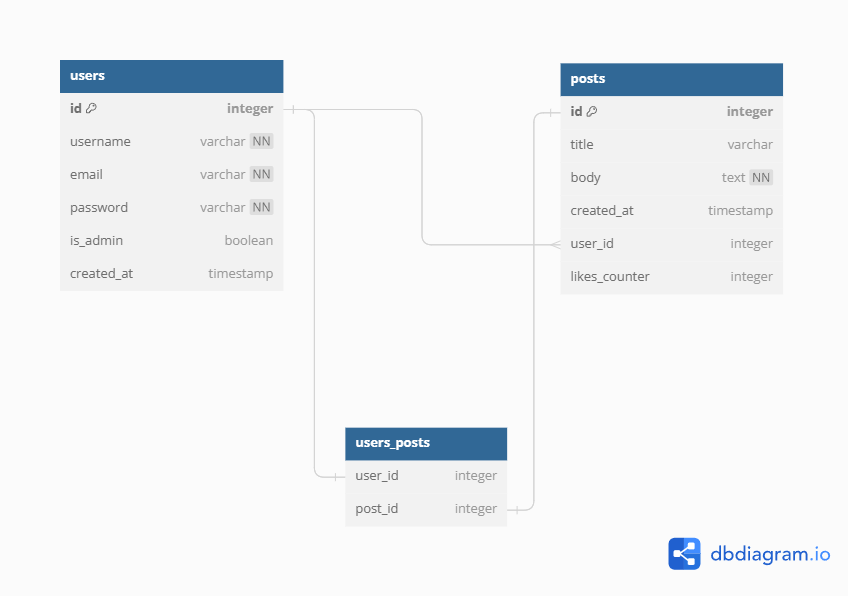 users
id integer
username varchar NN
email varchar NN
password varchar NN
is_admin boolean
created_at timestamp
posts
id integer
title varchar
body text NN
created_at timestamp
user_id integer
likes_counter integer
users_posts
user_id integer
post_id integer
dbdiagram.io